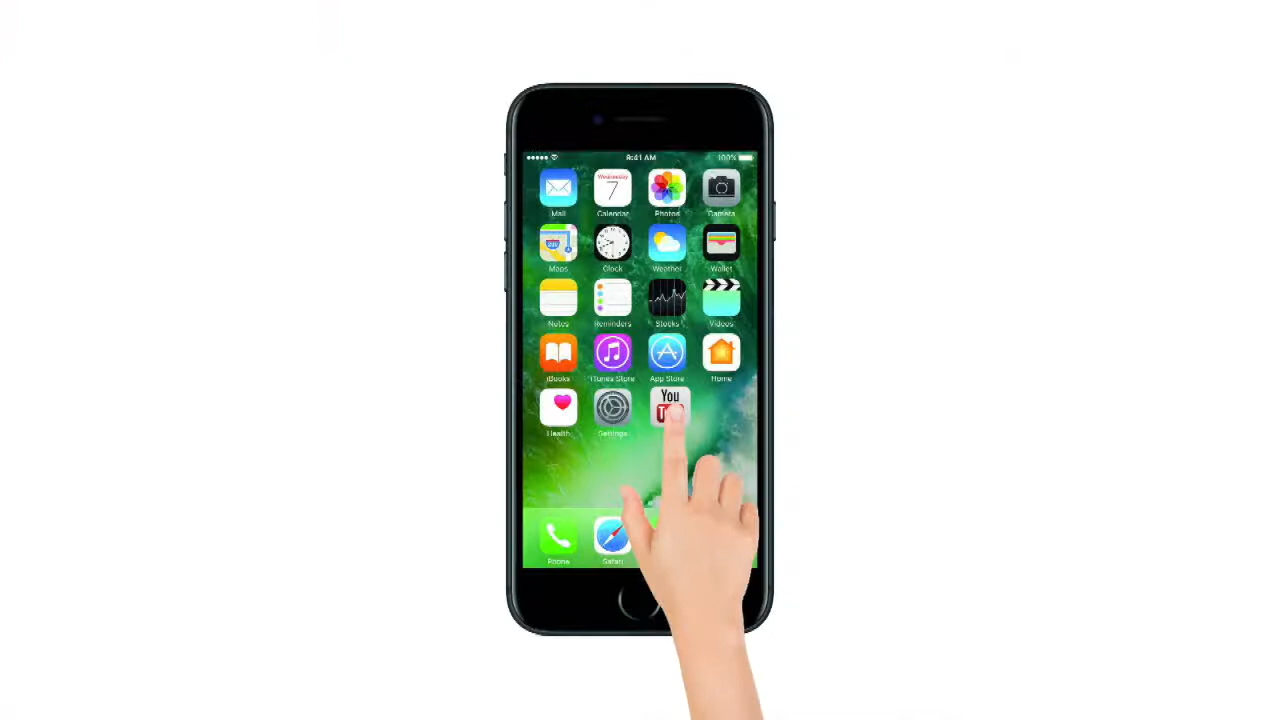 9:41 AM 100%
Wednesday
7
Mail Calendar Photos Camera
Maps Clock Weather Wallet
Notes Reminders Stocks Videos
iBooks iTunes Store App Store Home
You
Health Settings
Phone Safari